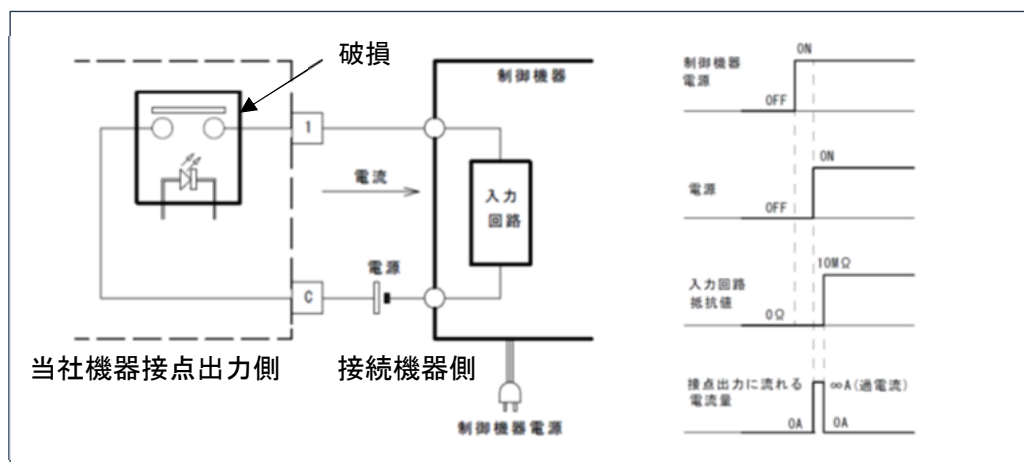 破損
制御機器
1
電流
入力
回路
電源
C
当社機器接点出力側
接続機器側
制御機器電源
制御機器
電源
ON
OFF
電源
ON
OFF
入力回路
抵抗値
10MΩ
0Ω
接点出力に流れる
電流量
∞A(過電流)
0A
0A